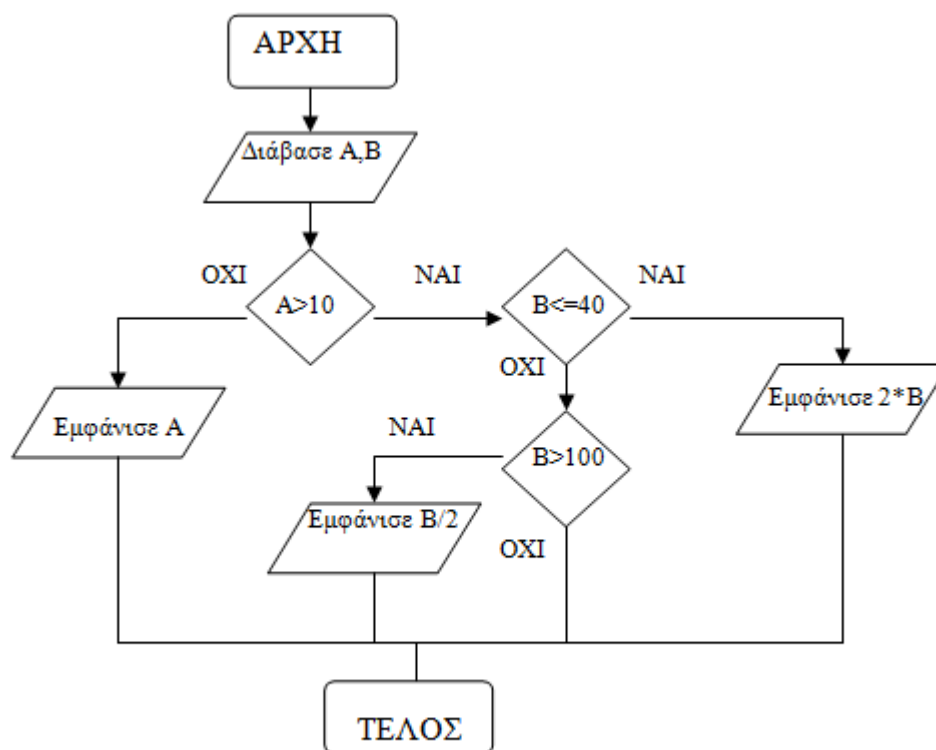 ΑΡΧΗ
Διάβασε Α,Β
ΟΧΙ
ΝΑΙ
ΝΑΙ
Α>10
Β<=40
ΟΧΙ
Εμφάνισε 2*Β
Εμφάνισε Α
ΝΑΙ
Β>100
Εμφάνισε Β/2
ΟΧΙ
ΤΕΛΟΣ